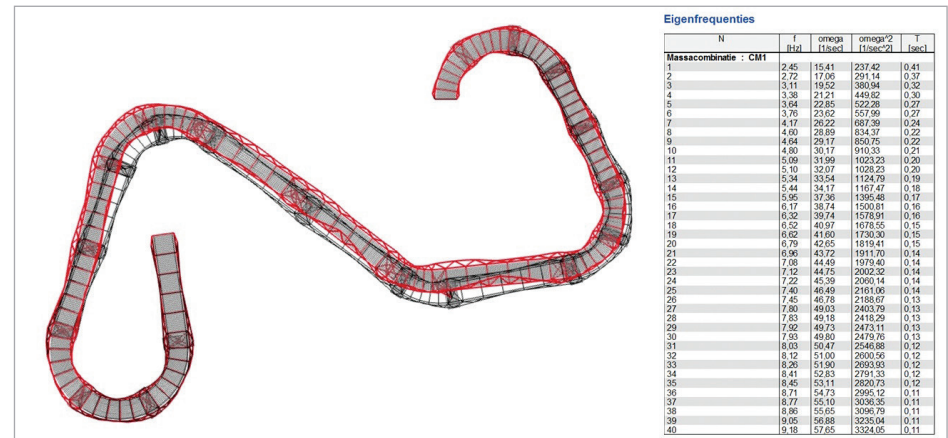 Eigenfrequenties
N f omega omega^2 T
[Hz] [1/sec] [1/sec^2] [sec]
Massacombinatie : CM1
1 2,45 15,41 237,42 0,41
2 2,72 17,06 291,14 0,37
3 3,11 19,52 380,94 0,32
4 3,38 21,21 449,82 0,30
5 3,64 22,85 522,28 0,27
6 3,76 23,62 557,99 0,27
7 4,17 26,22 687,39 0,24
8 4,60 28,89 834,37 0,22
9 4,64 29,17 850,75 0,22
10 4,80 30,17 910,33 0,21
11 5,09 31,99 1023,23 0,20
12 5,10 32,07 1028,23 0,20
13 5,34 33,54 1124,79 0,19
14 5,44 34,17 1167,47 0,18
15 5,95 37,36 1395,48 0,17
16 6,17 38,74 1500,81 0,16
17 6,32 39,74 1578,91 0,16
18 6,52 40,97 1678,55 0,15
19 6,62 41,60 1730,30 0,15
20 6,79 42,65 1819,41 0,15
21 6,96 43,72 1911,70 0,14
22 7,08 44,49 1979,40 0,14
23 7,12 44,75 2002,32 0,14
24 7,22 45,39 2060,14 0,14
25 7,40 46,49 2161,06 0,14
26 7,45 46,78 2188,67 0,13
27 7,80 49,03 2403,79 0,13
28 7,83 49,18 2418,29 0,13
29 7,92 49,73 2473,11 0,13
30 7,93 49,80 2479,76 0,13
31 8,03 50,47 2546,88 0,12
32 8,12 51,00 2600,56 0,12
33 8,26 51,90 2693,93 0,12
34 8,41 52,83 2791,33 0,12
35 8,45 53,11 2820,73 0,12
36 8,71 54,73 2995,12 0,11
37 8,77 55,10 3036,35 0,11
38 8,86 55,65 3096,79 0,11
39 9,05 56,88 3235,04 0,11
40 9,18 57,65 3324,05 0,11